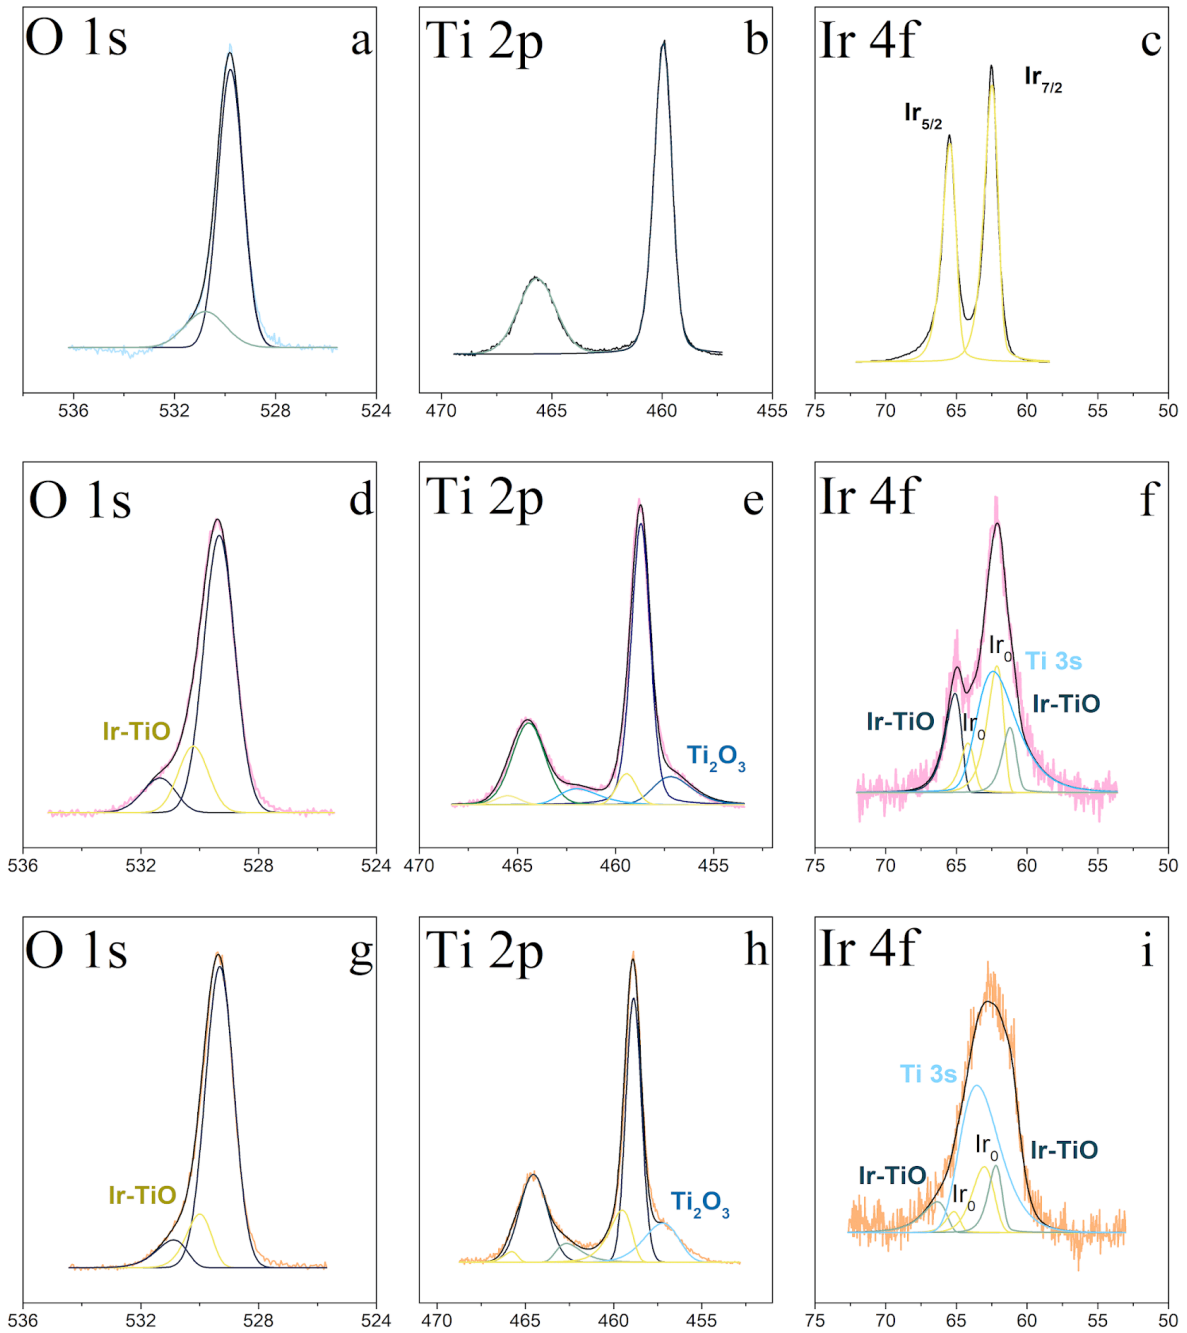 O 1s a
Ti 2p b
Ir 4f c
Ir7/2
Ir5/2
536 532 528 524
470 465 460 455
75 70 65 60 55 50
O 1s d
Ti 2p e
Ir 4f f
Ir0
Ti 3s
Ir-TiO
Ir-TiO
Ir0
Ir-TiO
Ti2O3
536 532 528 524
470 465 460 455
75 70 65 60 55 50
O 1s g
Ti 2p h
Ir 4f i
Ti 3s
Ir0
Ir-TiO
Ir-TiO
Ir0
Ir-TiO
Ti2O3
536 532 528 524
470 465 460 455
75 70 65 60 55 50